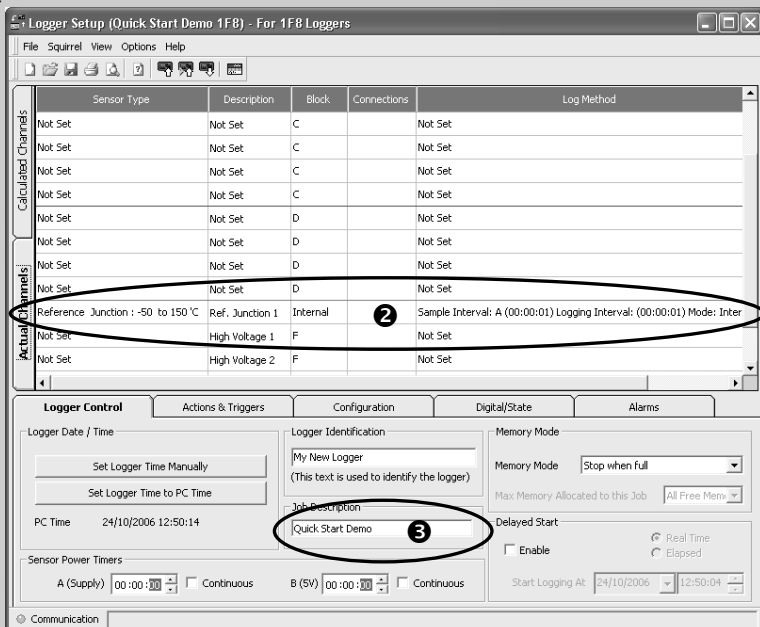 Logger Setup (Quick Start Demo 1F8) - For 1F8 Loggers
File Squirrel View Options Help
Sensor Type Description Block Connections Log Method
Calculated Channels
Actual Channels
Not Set Not Set C Not Set
Not Set Not Set C Not Set
Not Set Not Set C Not Set
Not Set Not Set C Not Set
Not Set Not Set D Not Set
Not Set Not Set D Not Set
Not Set Not Set D Not Set
Not Set Not Set D Not Set
Reference Junction : -50 to 150 'C Ref. Junction 1 Internal ❷ Sample Interval: A (00:00:01) Logging Interval: (00:00:01) Mode: Inter
Not Set High Voltage 1 F Not Set
Not Set High Voltage 2 F Not Set
Logger Control Actions & Triggers Configuration Digital/State Alarms
Logger Date / Time
Set Logger Time Manually
Set Logger Time to PC Time
PC Time 24/10/2006 12:50:14
Logger Identification
My New Logger
(This text is used to identify the logger)
Job Description
Quick Start Demo ❸
Memory Mode
Memory Mode Stop when full
Max Memory Allocated to this Job All Free Mem
Delayed Start
Enable
Real Time
Elapsed
Start Logging At 24/10/2006 12:50:04
Sensor Power Timers
A (Supply) 00:00:00 Continuous B (5V) 00:00:00 Continuous
Communication